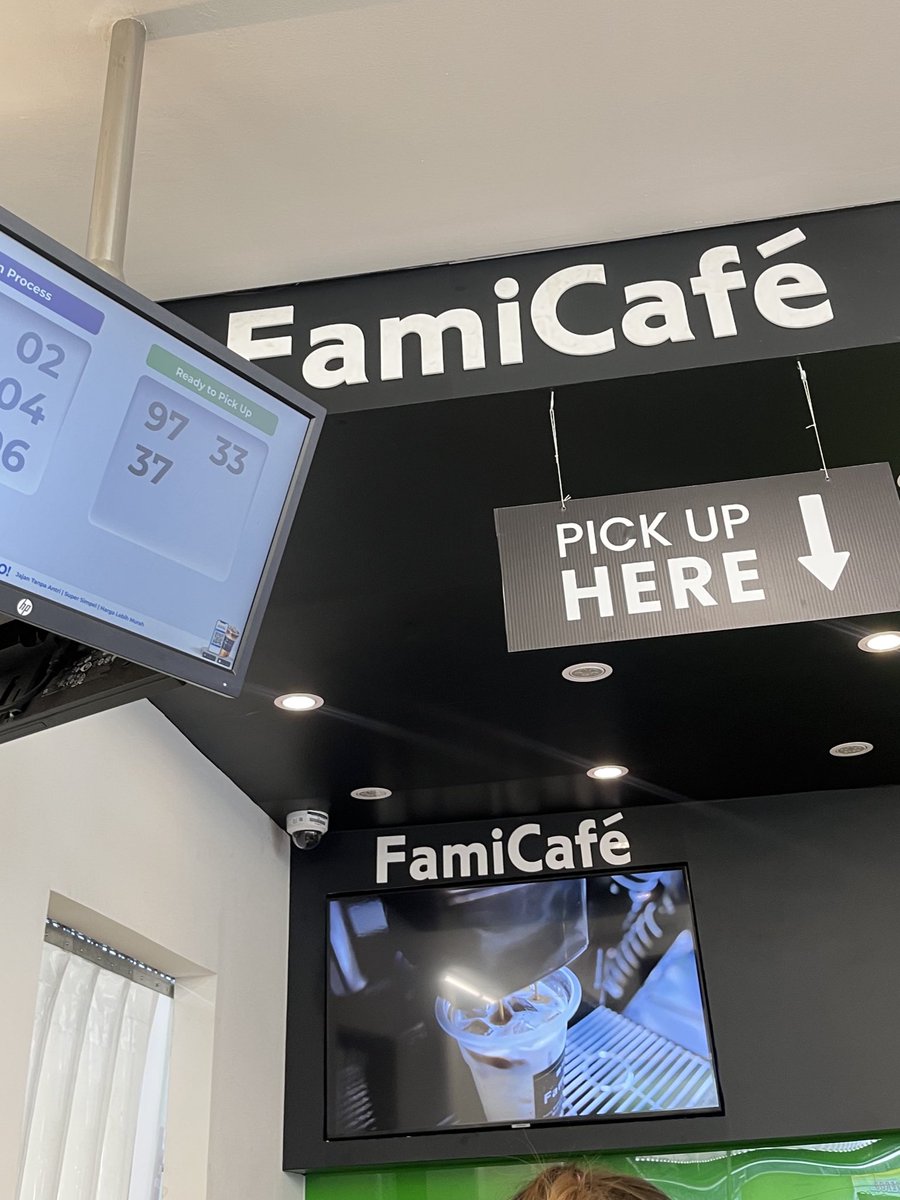 FamiCafé
n Process
02
04
06
Ready to Pick Up
97 33
37
O! Jajan Tanpa Antri | Super Simpel | Harga Lebih Murah
hp
PICK UP
HERE
FamiCafé
Fa